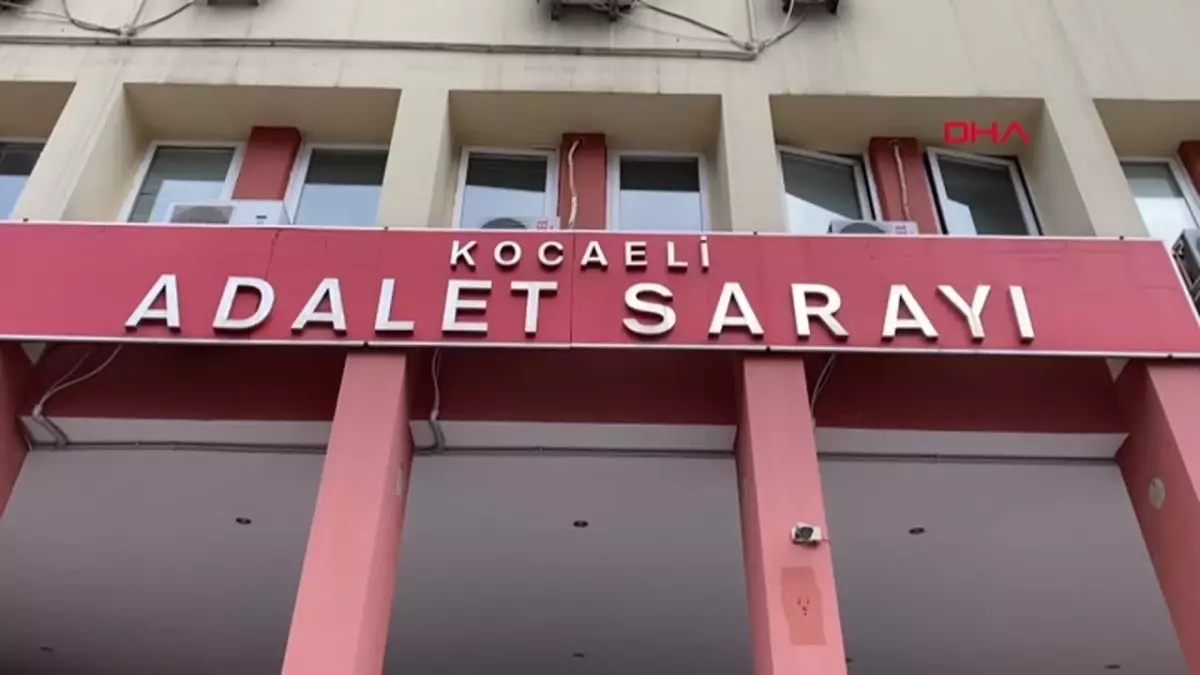 DHA
KOCAELİ
ADALET SARAYI